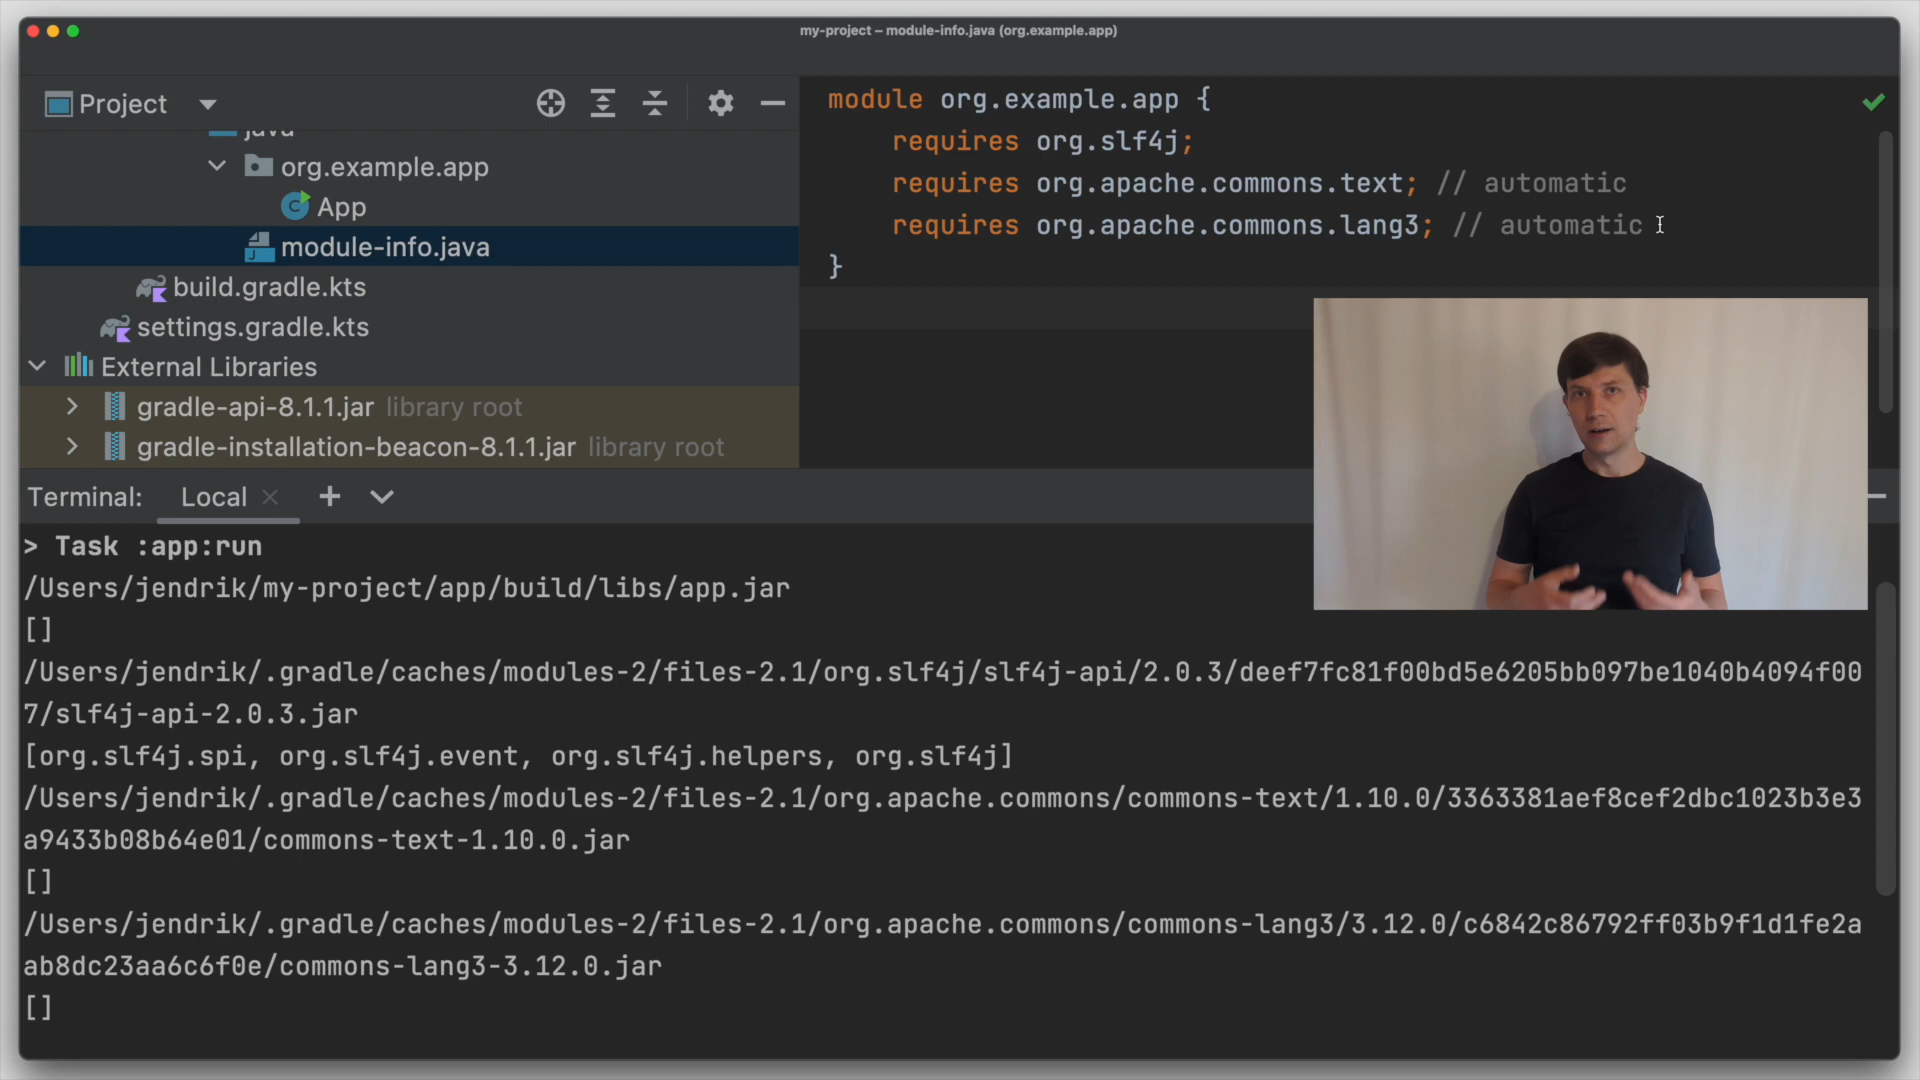 my-project – module-info.java (org.example.app)
Project
java
org.example.app
App
module-info.java
build.gradle.kts
settings.gradle.kts
External Libraries
gradle-api-8.1.1.jar library root
gradle-installation-beacon-8.1.1.jar library root
module org.example.app {
requires org.slf4j;
requires org.apache.commons.text; // automatic
requires org.apache.commons.lang3; // automatic
}
Terminal: Local
> Task :app:run
/Users/jendrik/my-project/app/build/libs/app.jar
[]
/Users/jendrik/.gradle/caches/modules-2/files-2.1/org.slf4j/slf4j-api/2.0.3/deef7fc81f00bd5e6205bb097be1040b4094f00
7/slf4j-api-2.0.3.jar
[org.slf4j.spi, org.slf4j.event, org.slf4j.helpers, org.slf4j]
/Users/jendrik/.gradle/caches/modules-2/files-2.1/org.apache.commons/commons-text/1.10.0/3363381aef8cef2dbc1023b3e3
a9433b08b64e01/commons-text-1.10.0.jar
[]
/Users/jendrik/.gradle/caches/modules-2/files-2.1/org.apache.commons/commons-lang3/3.12.0/c6842c86792ff03b9f1d1fe2a
ab8dc23aa6c6f0e/commons-lang3-3.12.0.jar
[]